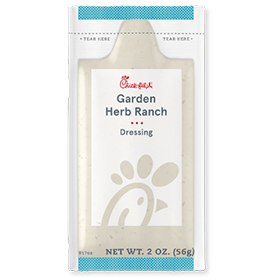 TEAR HERE TEAR HERE
Chick-fil-A
Garden
Herb Ranch
Dressing
NET WT. 2 OZ. (56g)